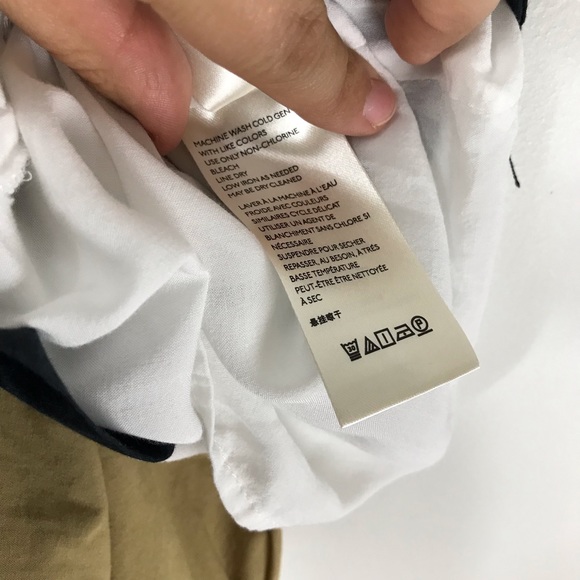 MACHINE WASH COLD GEN
WITH LIKE COLORS
USE ONLY NON-CHLORINE
BLEACH
LINE DRY
LOW IRON AS NEEDED
MAY BE DRY CLEANED
LAVER À LA MACHINE À L'EAU
FROIDE AVEC COULEURS
SIMILAIRES CYCLE DÉLICAT
UTILISER UN AGENT DE
BLANCHIMENT SANS CHLORE SI
NÉCESSAIRE
SUSPENDRE POUR SÉCHER
REPASSER, AU BESOIN, À TRÈS
BASSE TEMPÉRATURE
PEUT-ÊTRE ÊTRE NETTOYÉE
À SEC
悬挂晾干
30 P